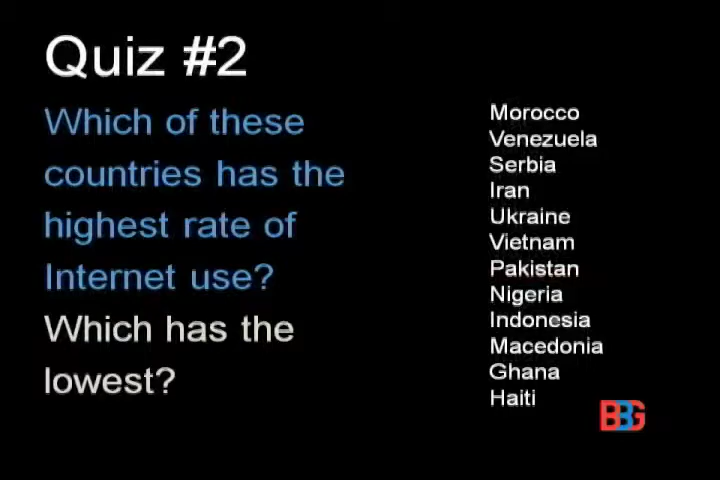 Quiz #2
Which of these
countries has the
highest rate of
Internet use?
Which has the
lowest?
Morocco
Venezuela
Serbia
Iran
Ukraine
Vietnam
Pakistan
Nigeria
Indonesia
Macedonia
Ghana
Haiti
BBG